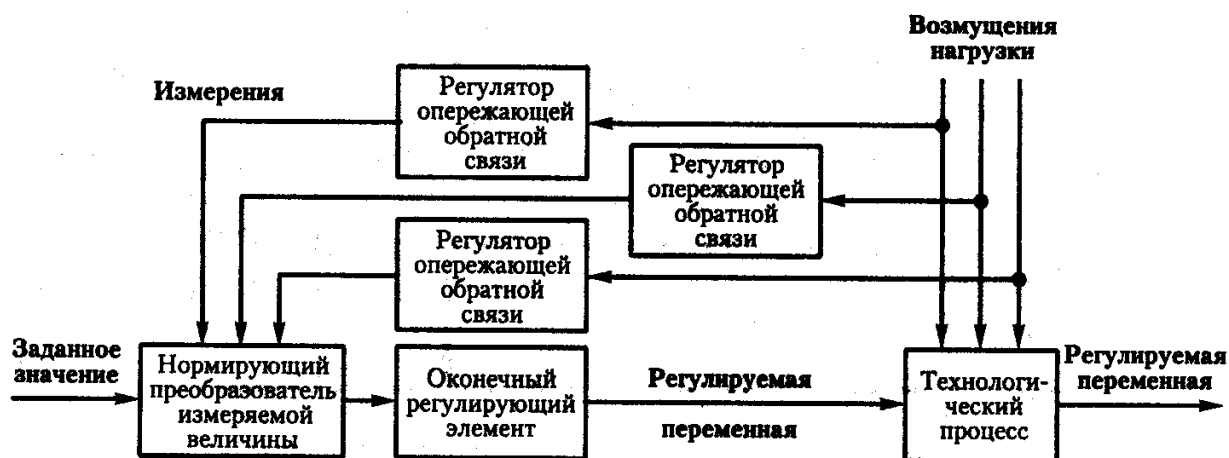 Возмущения
нагрузки
Измерения
Регулятор
опережающей
обратной
связи
Регулятор
опережающей
обратной
связи
Регулятор
опережающей
обратной
связи
Заданное
значение
Нормирующий
преобразователь
измеряемой
величины
Оконечный
регулирующий
элемент
Регулируемая
переменная
Технологи-
ческий
процесс
Регулируемая
переменная